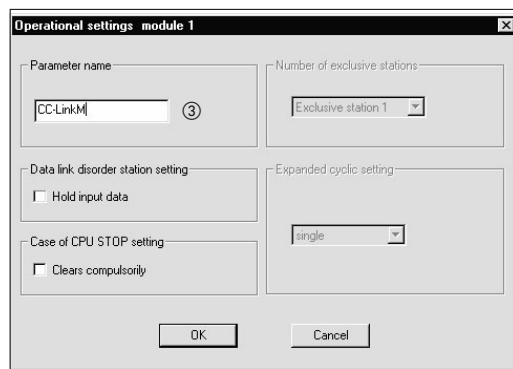 Operational settings module 1
Parameter name
CC-LinkM
③
Number of exclusive stations
Exclusive station 1
Data link disorder station setting
Hold input data
Expanded cyclic setting
single
Case of CPU STOP setting
Clears compulsorily
OK
Cancel